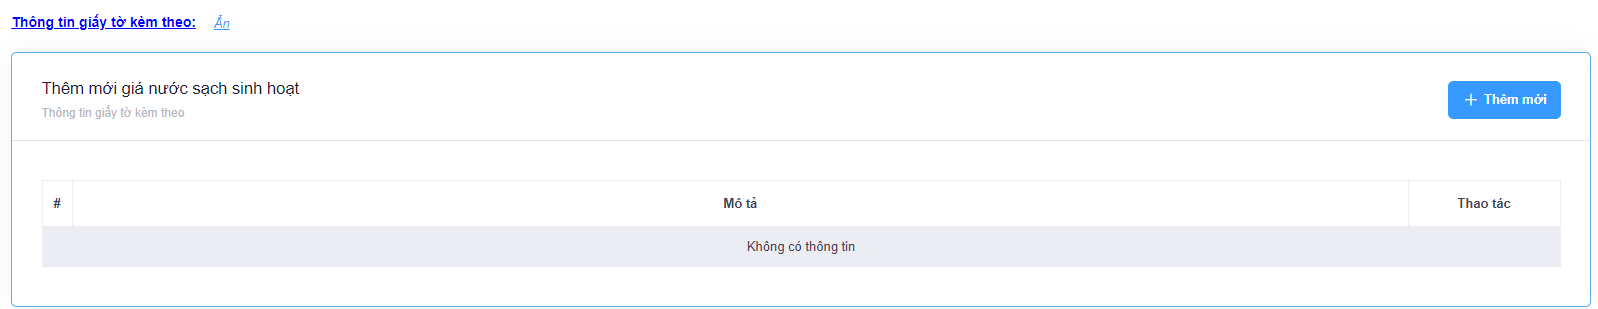 Thông tin giấy tờ kèm theo: Ẩn
Thêm mới giá nước sạch sinh hoạt
Thông tin giấy tờ kèm theo
+ Thêm mới
# Mô tả Thao tác
Không có thông tin